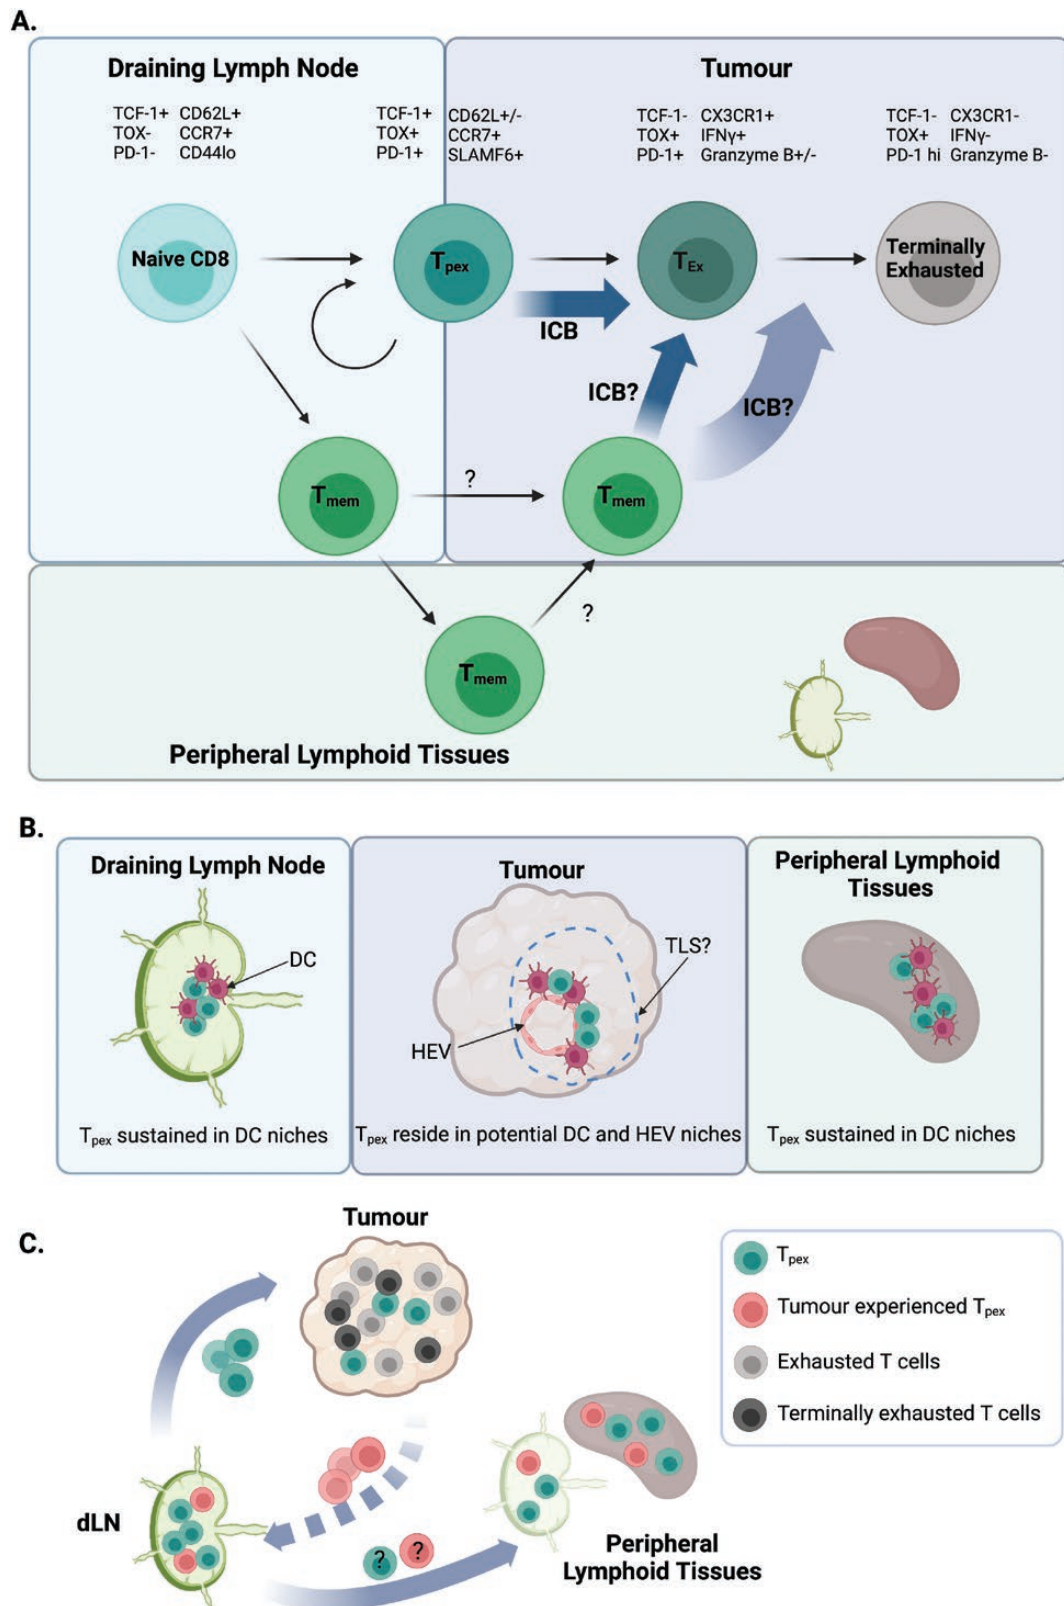 A.
Draining Lymph Node
TCF-1+ CD62L+
TOX- CCR7+
PD-1- CD44lo
Tumour
TCF-1+ CD62L+/-
TOX+ CCR7+
PD-1+ SLAMF6+
TCF-1- CX3CR1+
TOX+ IFNγ+
PD-1+ Granzyme B+/-
TCF-1- CX3CR1-
TOX+ IFNγ-
PD-1 hi Granzyme B-
Naive CD8
Tpex
TEx
Terminally
Exhausted
ICB
ICB?
ICB?
Tmem
?
Tmem
?
Tmem
Peripheral Lymphoid Tissues
B.
Draining Lymph Node
DC
Tpex sustained in DC niches
Tumour
TLS?
HEV
Tpex reside in potential DC and HEV niches
Peripheral Lymphoid
Tissues
Tpex sustained in DC niches
C.
Tumour
dLN
? ?
Peripheral
Lymphoid Tissues
Tpex
Tumour experienced Tpex
Exhausted T cells
Terminally exhausted T cells